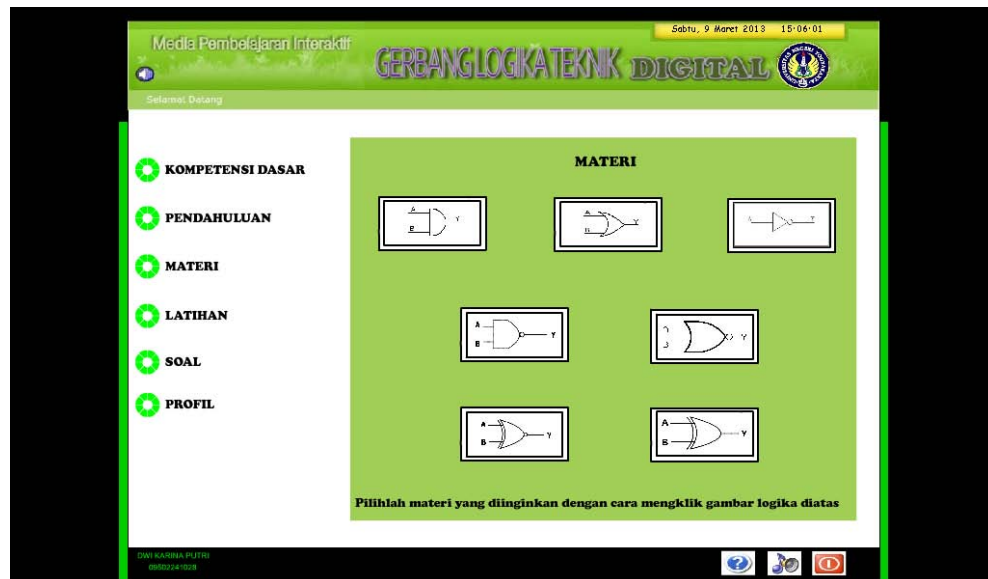 Sabtu, 9 Maret 2013 15:06:01
Media Pembelajaran Interaktif
GERBANG LOGIKA TEKNIK DIGITAL
Selamat Datang
KOMPETENSI DASAR
PENDAHULUAN
MATERI
LATIHAN
SOAL
PROFIL
MATERI
A Y
B
A Y
B
A Y
A Y
B
Y
A Y
B
A Y
B
Pilihlah materi yang diinginkan dengan cara mengklik gambar logika diatas
DWI KARINA PUTRI
09502241028